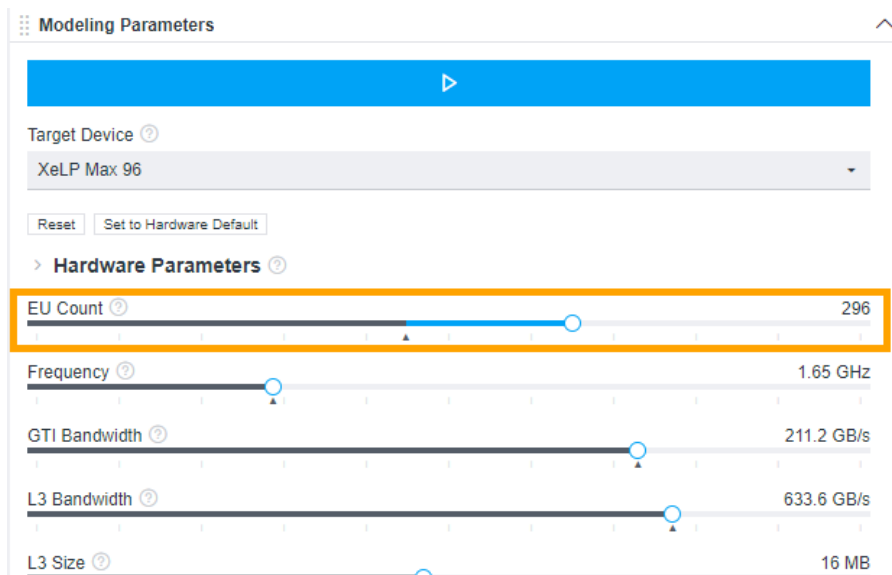 Modeling Parameters
Target Device
XeLP Max 96
Reset Set to Hardware Default
Hardware Parameters
EU Count 296
Frequency 1.65 GHz
GTI Bandwidth 211.2 GB/s
L3 Bandwidth 633.6 GB/s
L3 Size 16 MB